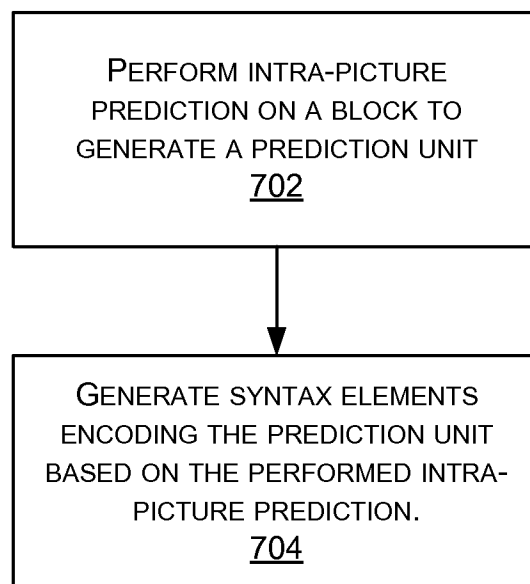 PERFORM INTRA-PICTURE
PREDICTION ON A BLOCK TO
GENERATE A PREDICTION UNIT
702
GENERATE SYNTAX ELEMENTS
ENCODING THE PREDICTION UNIT
BASED ON THE PERFORMED INTRA-
PICTURE PREDICTION.
704